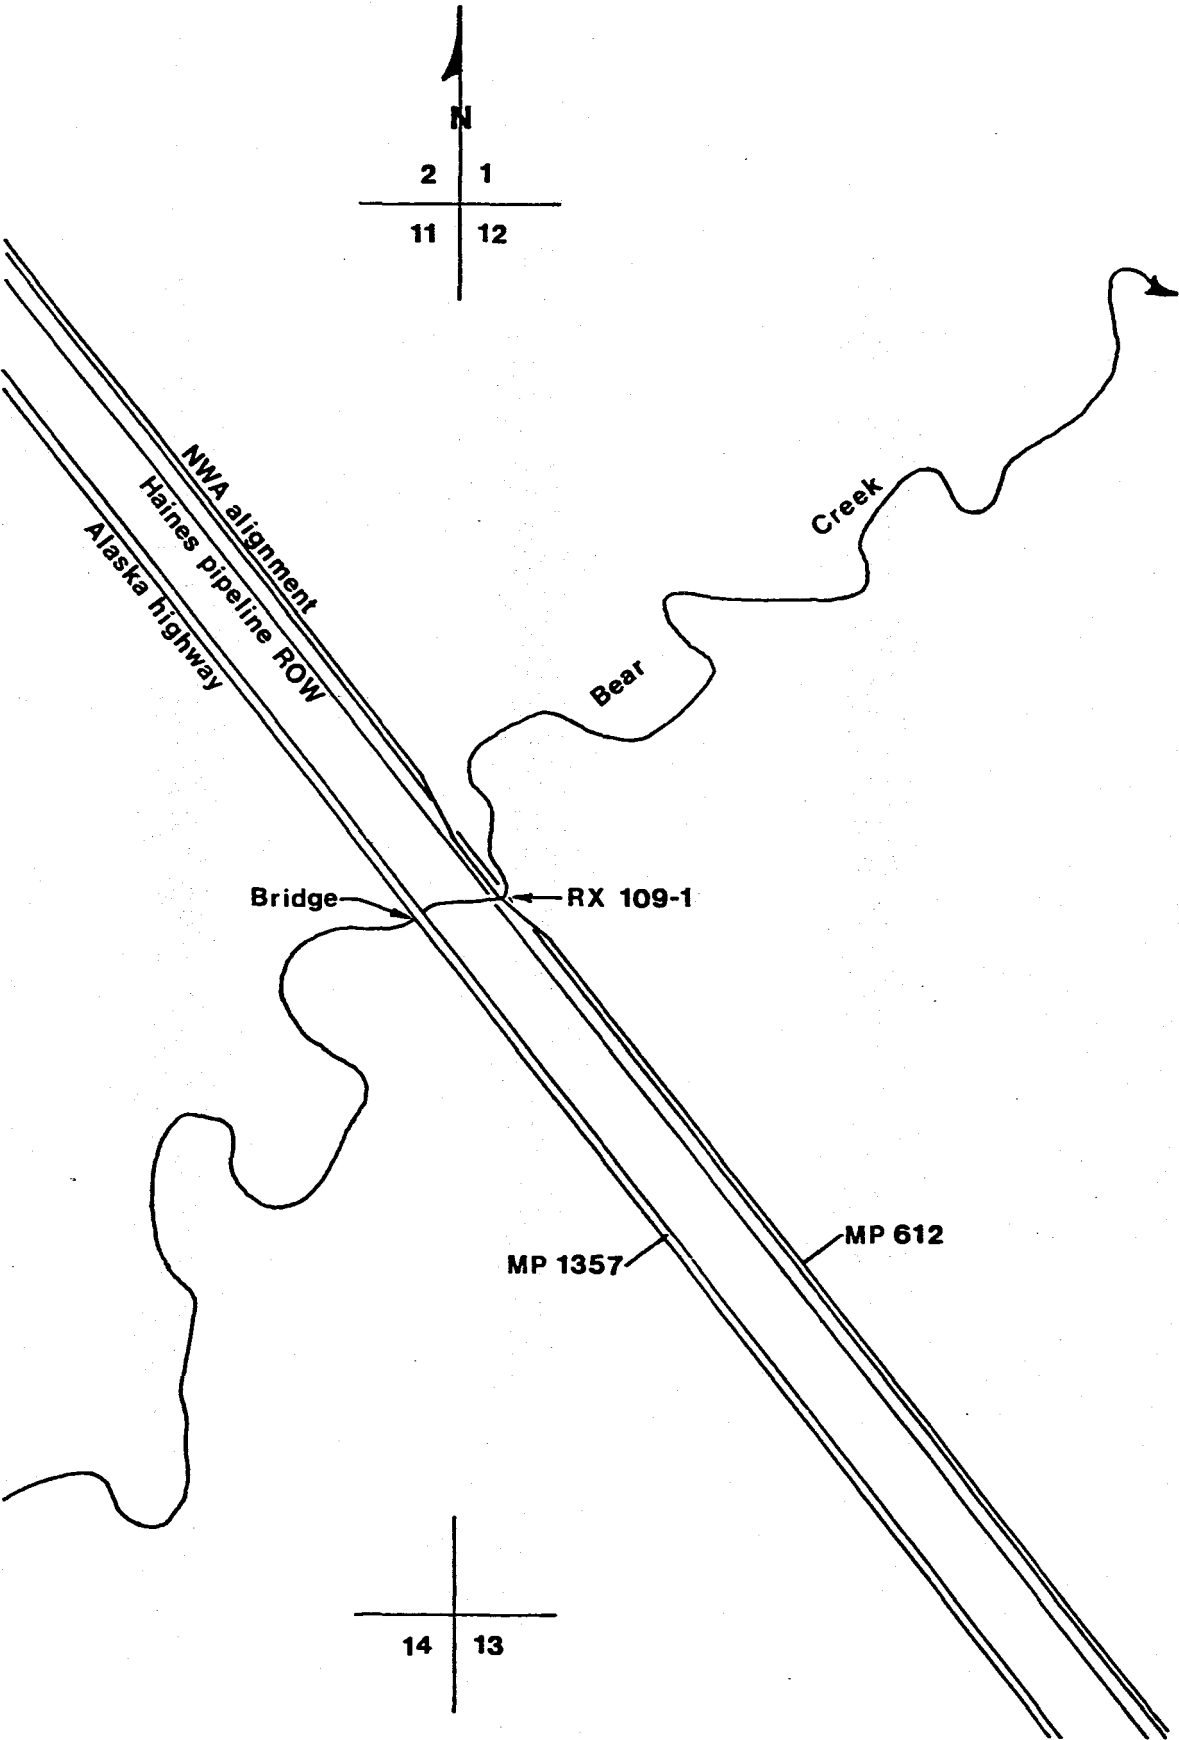 N
2 1
11 12
NWA alignment
Haines pipeline ROW
Alaska highway
Creek
Bear
Bridge
RX 109-1
MP 612
MP 1357
14 13